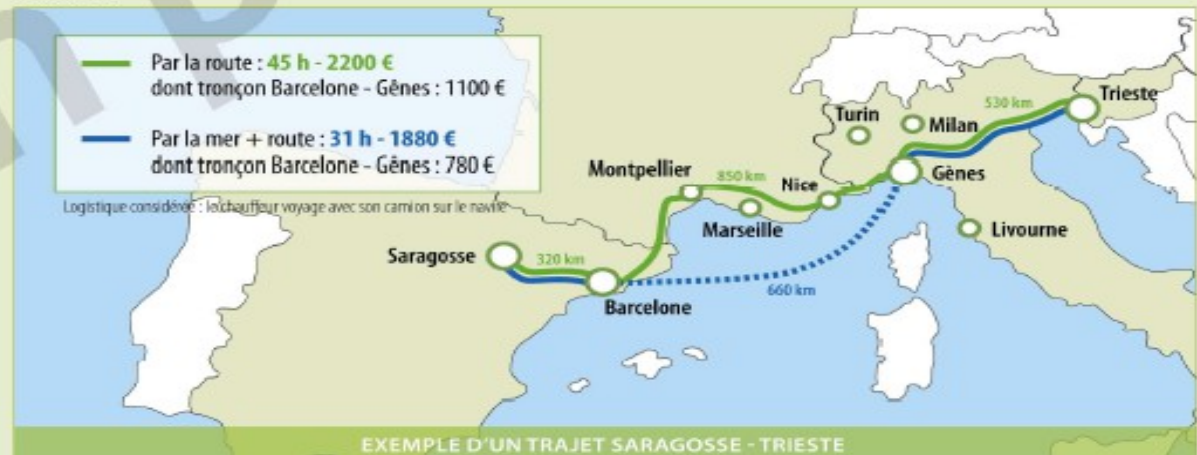 Par la route : 45 h - 2200 €
dont tronçon Barcelone - Gênes : 1100 €
Par la mer + route : 31 h - 1880 €
dont tronçon Barcelone - Gênes : 780 €
Logistique considérée : le chauffeur voyage avec son camion sur le navire
530 km
Trieste
Turin
Milan
Montpellier
850 km
Nice
Gênes
Marseille
Livourne
Saragosse
320 km
660 km
Barcelone
EXEMPLE D'UN TRAJET SARAGOSSE - TRIESTE